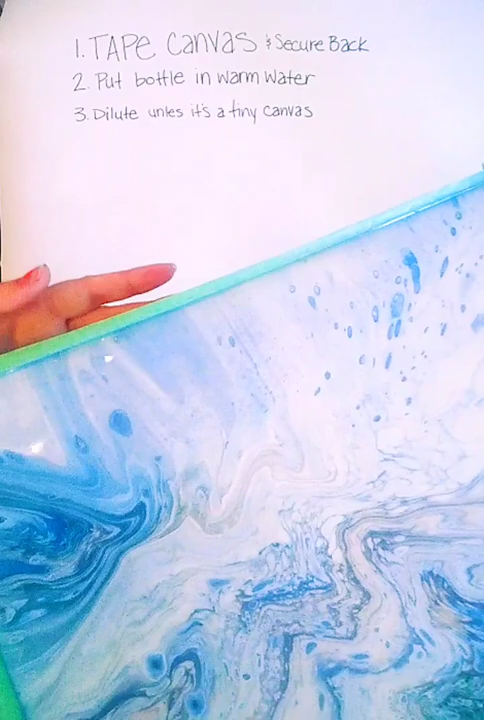 1. TAPE Canvas & Secure Back
2. Put bottle in warm water
3. Dilute unles it's a tiny canvas